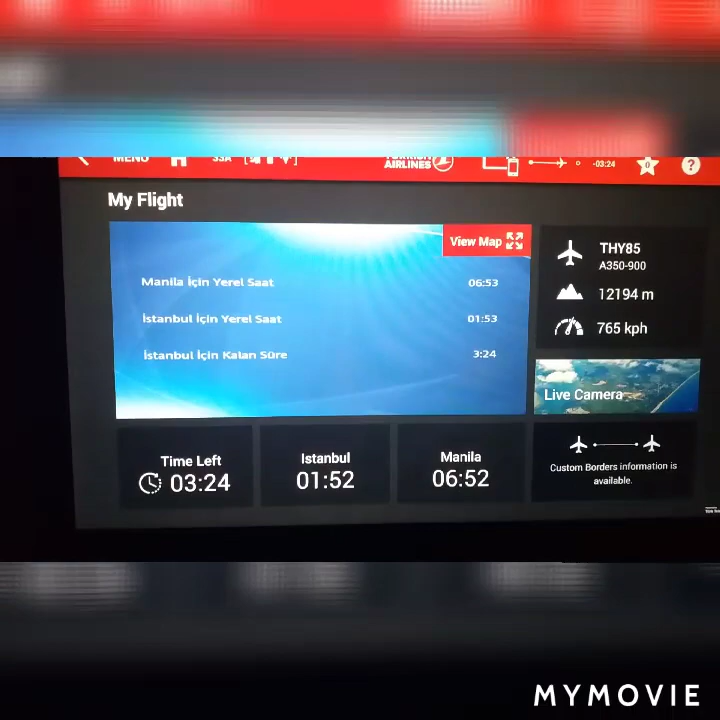 MENU 33A TURKISH AIRLINES -03:24 0 ?
My Flight
View Map
Manila İçin Yerel Saat 06:53
İstanbul İçin Yerel Saat 01:53
İstanbul İçin Kalan Süre 3:24
THY85
A350-900
12194 m
765 kph
Live Camera
Time Left
03:24
Istanbul
01:52
Manila
06:52
Custom Borders information is
available.
MYMOVIE